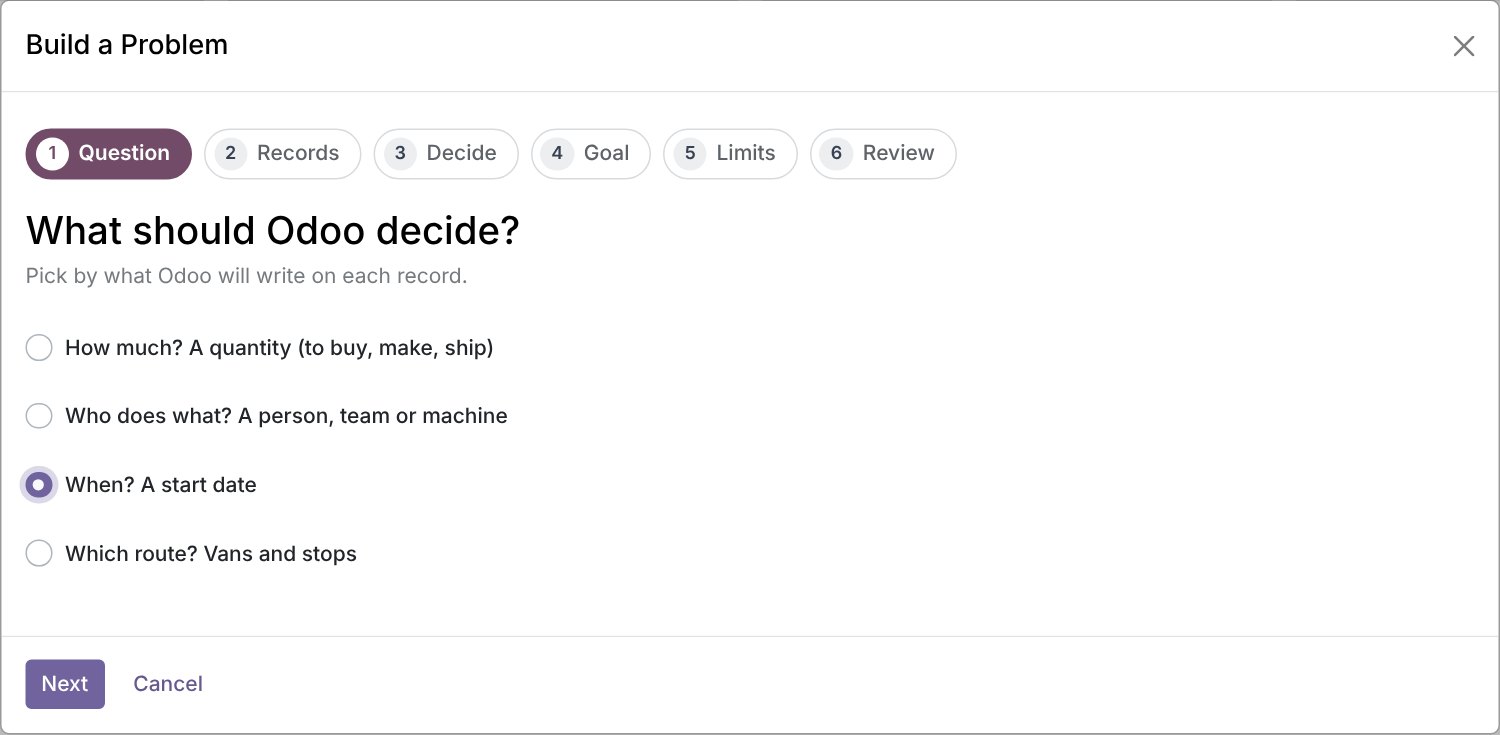 Build a Problem
1 Question 2 Records 3 Decide 4 Goal 5 Limits 6 Review
What should Odoo decide?
Pick by what Odoo will write on each record.
How much? A quantity (to buy, make, ship)
Who does what? A person, team or machine
When? A start date
Which route? Vans and stops
Next Cancel